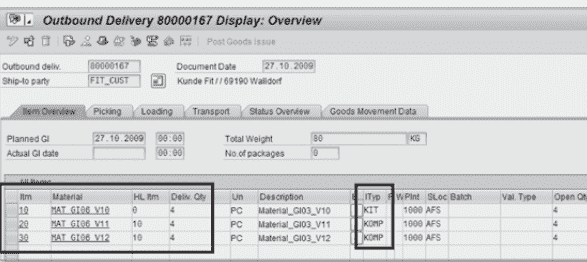 Outbound Delivery 80000167 Display: Overview
Post Goods Issue
Outbound deliv. 80000167 Document Date 27.10.2009
Ship-to party FIT_CUST Kunde Fit / / 69190 Walldorf
Item Overview Picking Loading Transport Status Overview Goods Movement Data
Planned GI 27.10.2009 00:00 Total Weight 80 KG
Actual GI date 00:00 No.of packages 0
All Items
Itm Material HL Itm Deliv. Qty Un Description ITyp P W Plnt SLoc Batch Val. Type Open Qty
10 MAT_GI06_V10 0 4 PC Material_GI03_V10 KIT 1000 AFS 4
20 MAT_GI06_V11 10 4 PC Material_GI03_V11 KOMP 1000 AFS 4
30 MAT_GI06_V12 10 4 PC Material_GI03_V12 KOMP 1000 AFS 4